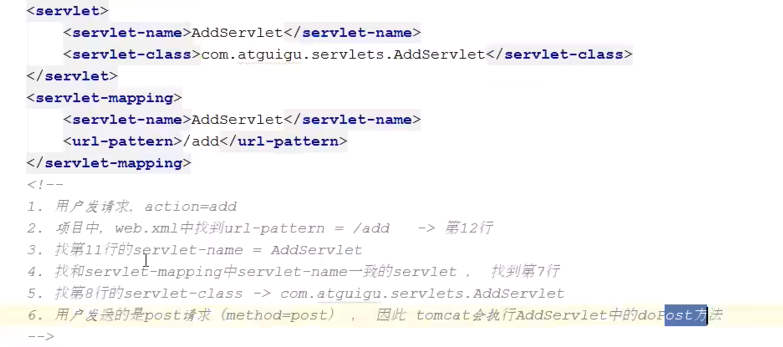 <servlet>
<servlet-name>AddServlet</servlet-name>
<servlet-class>com.atguigu.servlets.AddServlet</servlet-class>
</servlet>
<servlet-mapping>
<servlet-name>AddServlet</servlet-name>
<url-pattern>/add</url-pattern>
</servlet-mapping>
<!--
1. 用户发请求，action=add
2. 项目中，web.xml中找到url-pattern = /add   -> 第12行
3. 找第11行的servlet-name = AddServlet
4. 找和servlet-mapping中servlet-name一致的servlet ， 找到第7行
5. 找第8行的servlet-class -> com.atguigu.servlets.AddServlet
6. 用户发送的是post请求（method=post） ， 因此 tomcat会执行AddServlet中的doPost方法
-->